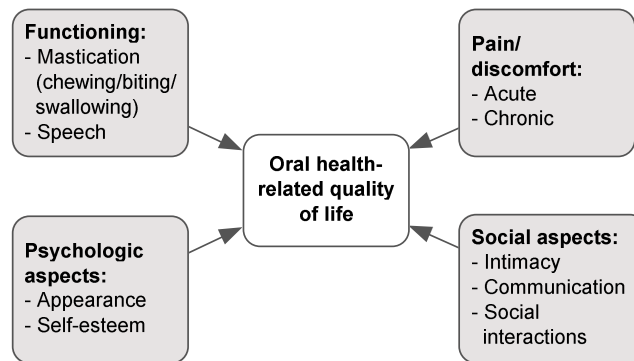 Functioning:
- Mastication
(chewing/biting/
swallowing)
- Speech
Pain/
discomfort:
- Acute
- Chronic
Oral health-
related quality
of life
Psychologic
aspects:
- Appearance
- Self-esteem
Social aspects:
- Intimacy
- Communication
- Social
interactions